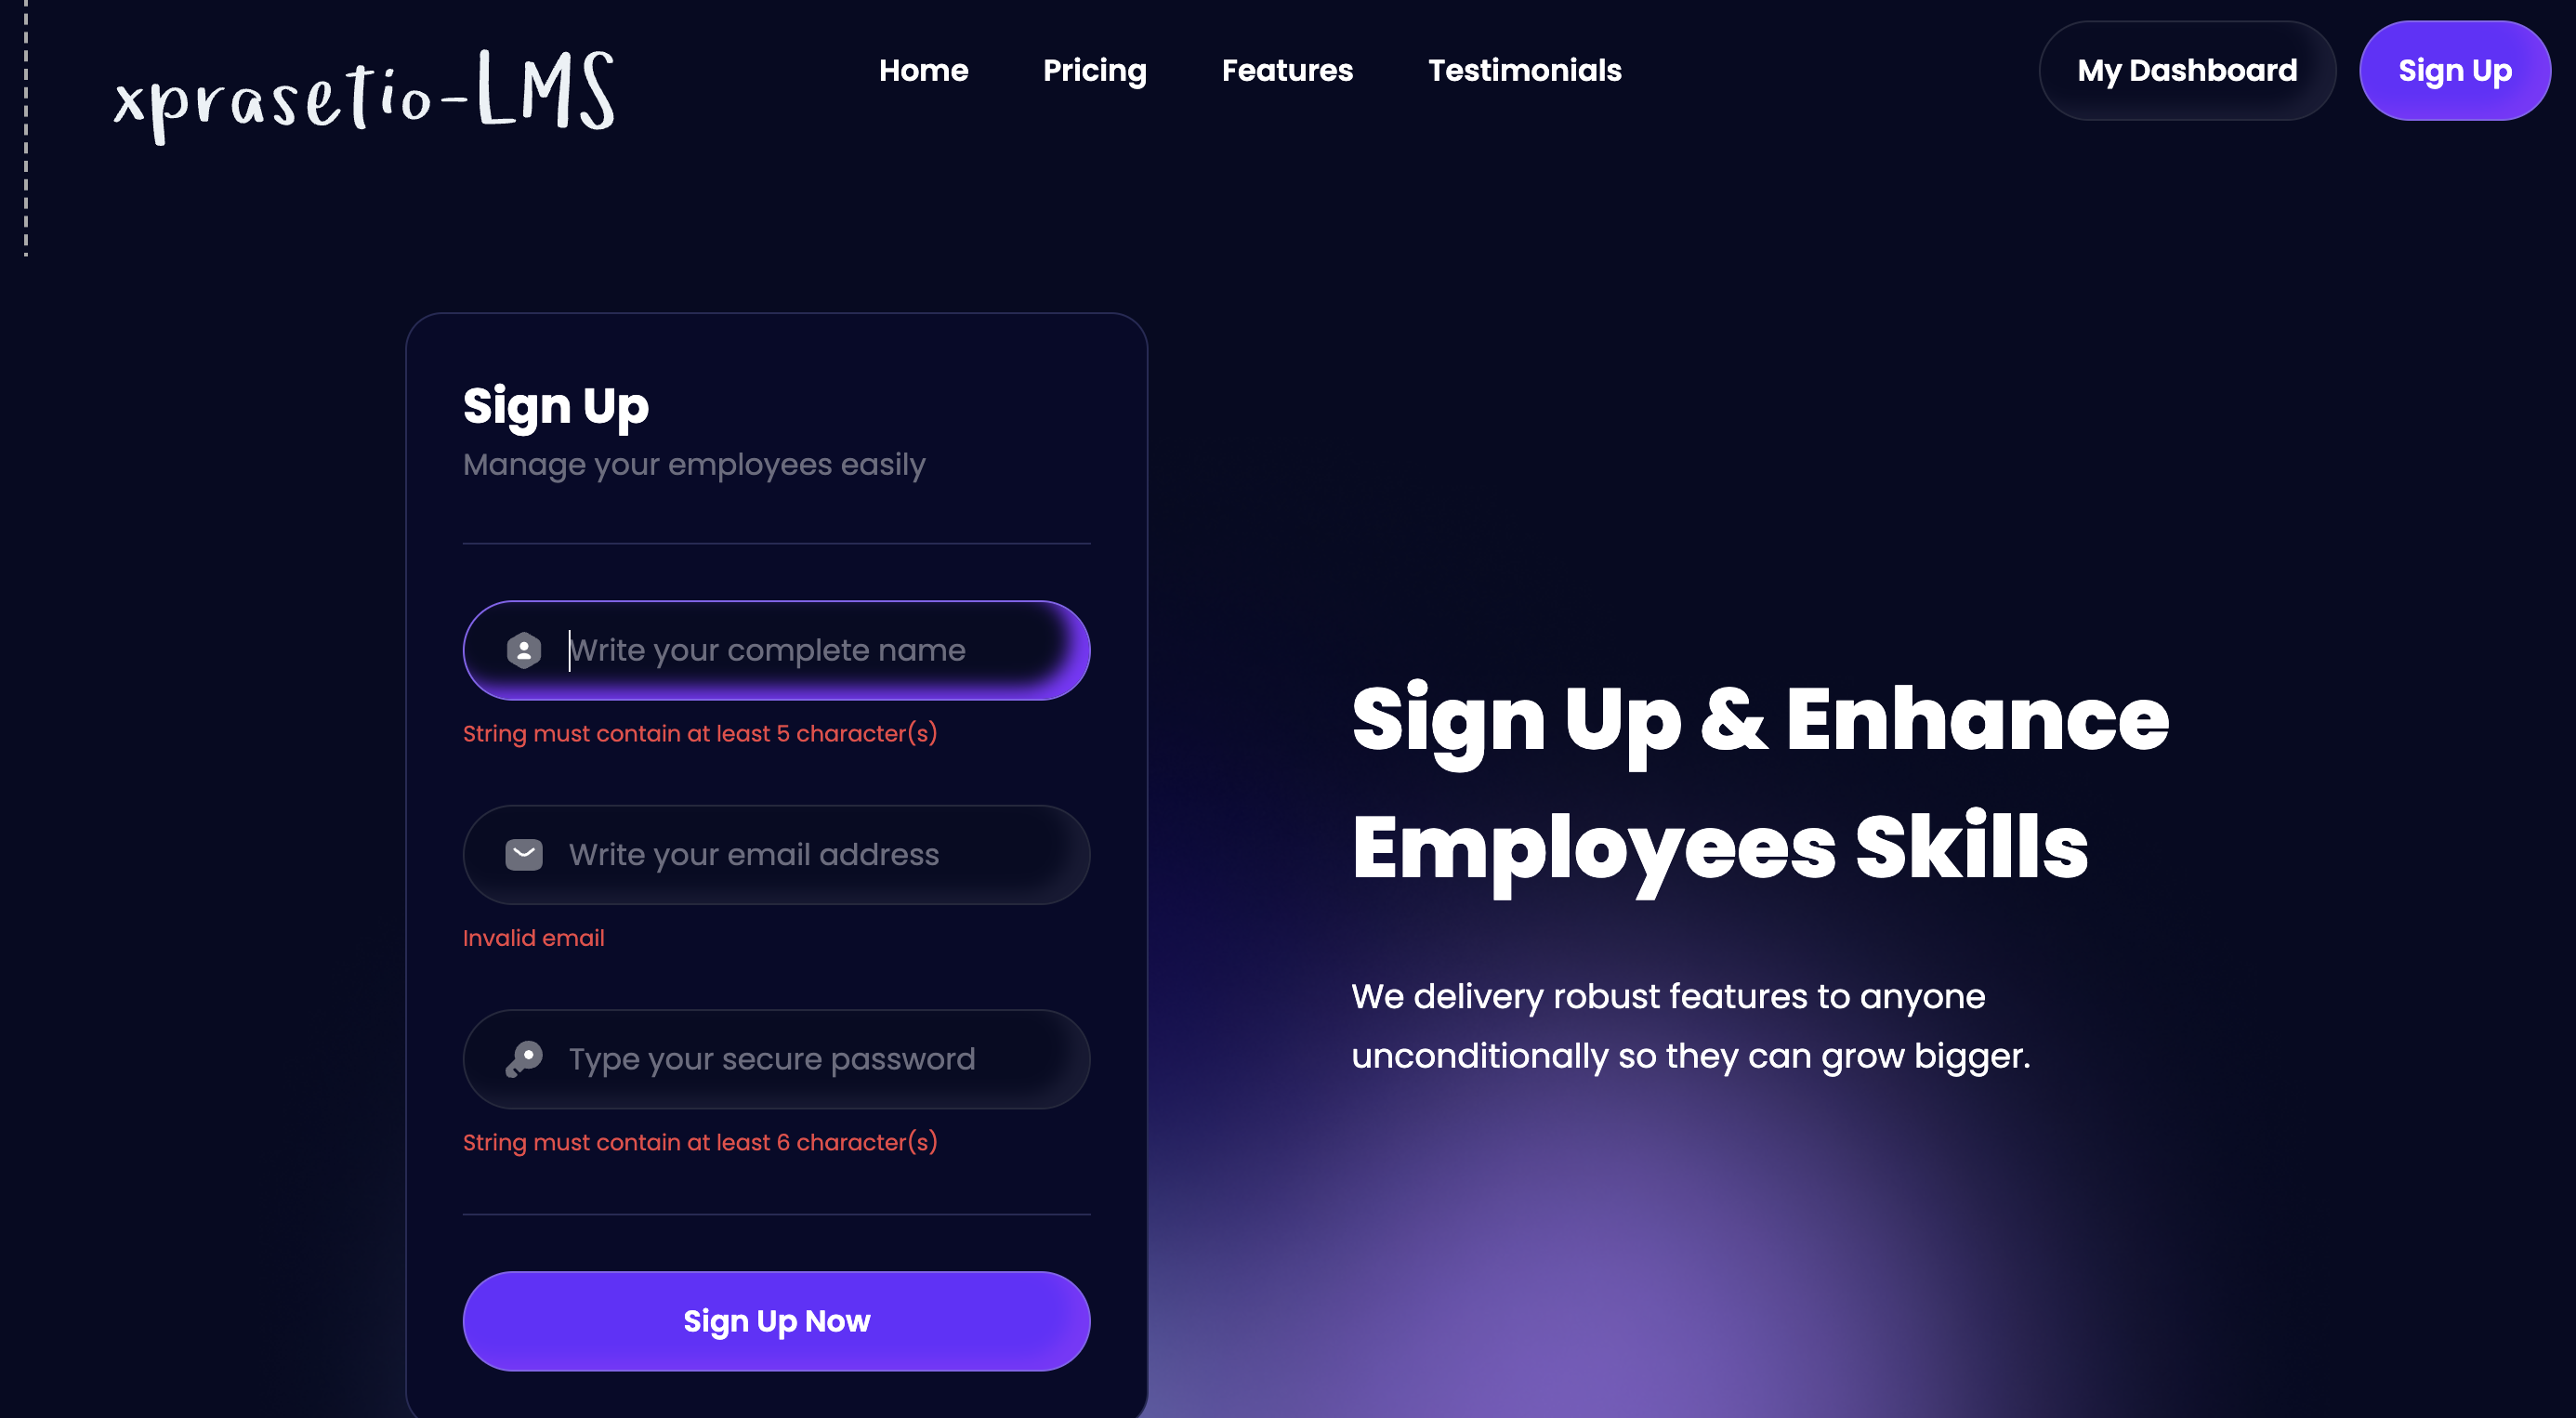 xprasetio-LMS
Home
Pricing
Features
Testimonials
My Dashboard
Sign Up
Sign Up
Manage your employees easily
Write your complete name
String must contain at least 5 character(s)
Write your email address
Invalid email
Type your secure password
String must contain at least 6 character(s)
Sign Up Now
Sign Up & Enhance
Employees Skills
We delivery robust features to anyone
unconditionally so they can grow bigger.